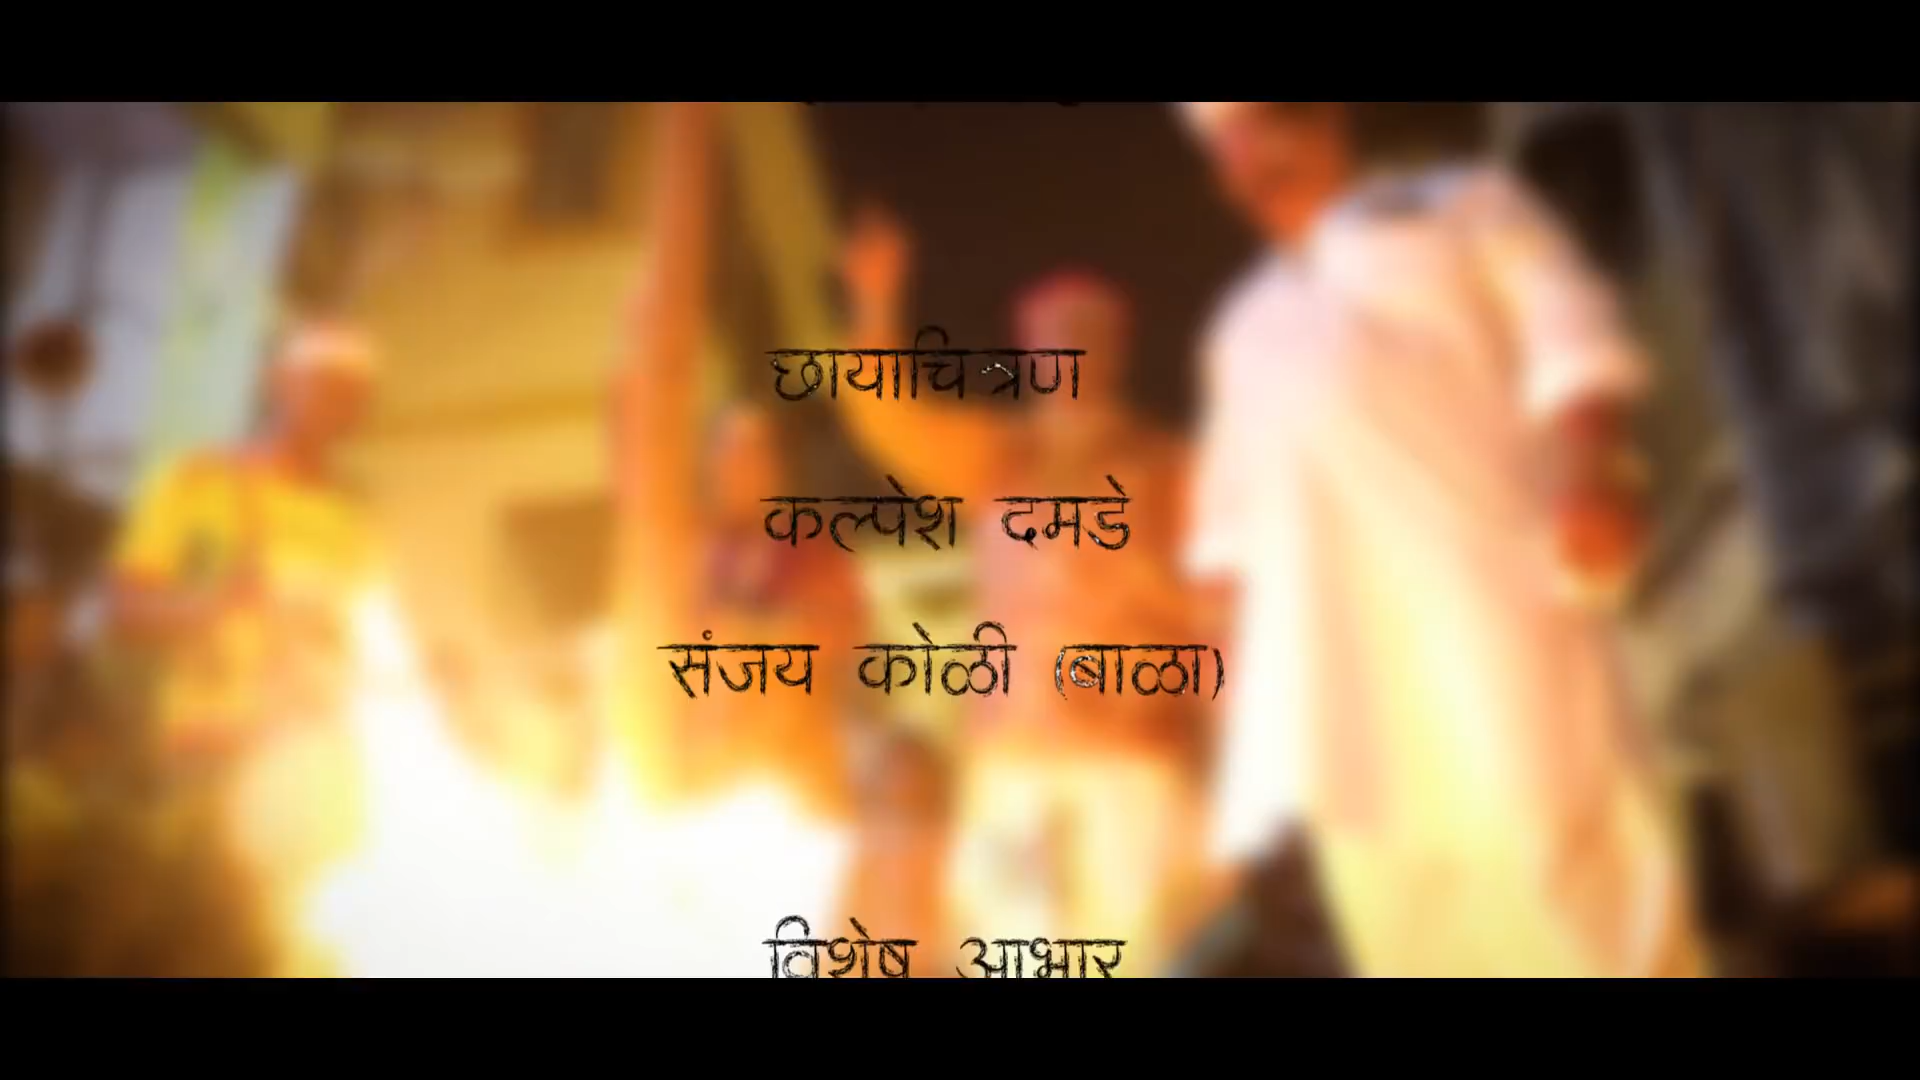 छायाचित्रण
कल्पेश दमडे
संजय कोळी (बाळा)
विशेष आभार